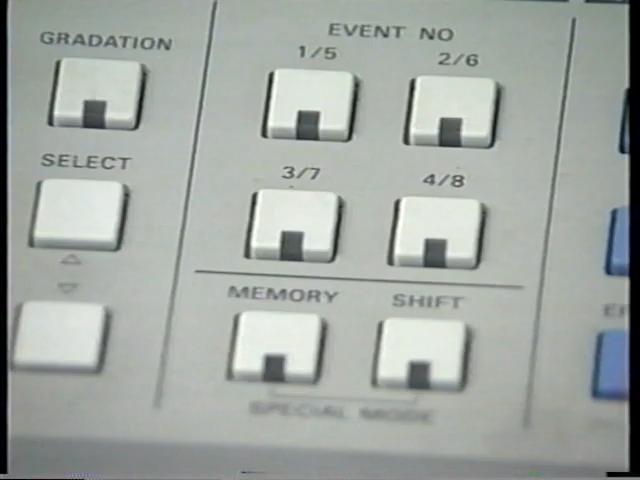 GRADATION
SELECT
△
▽
EVENT NO
1/5
2/6
3/7
4/8
MEMORY
SHIFT
SPECIAL MODE